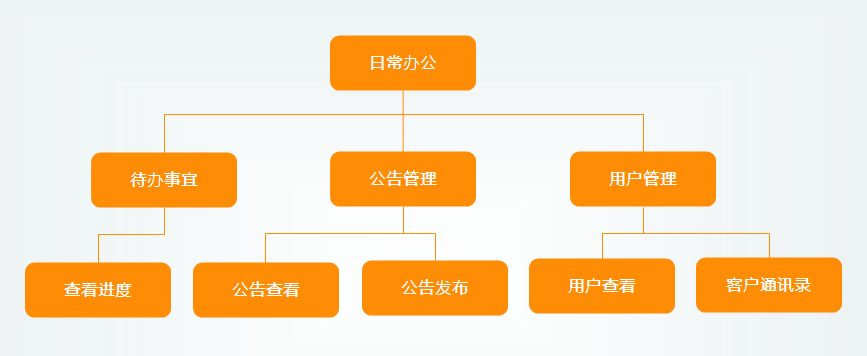 日常办公
待办事宜
公告管理
用户管理
查看进度
公告查看
公告发布
用户查看
客户通讯录